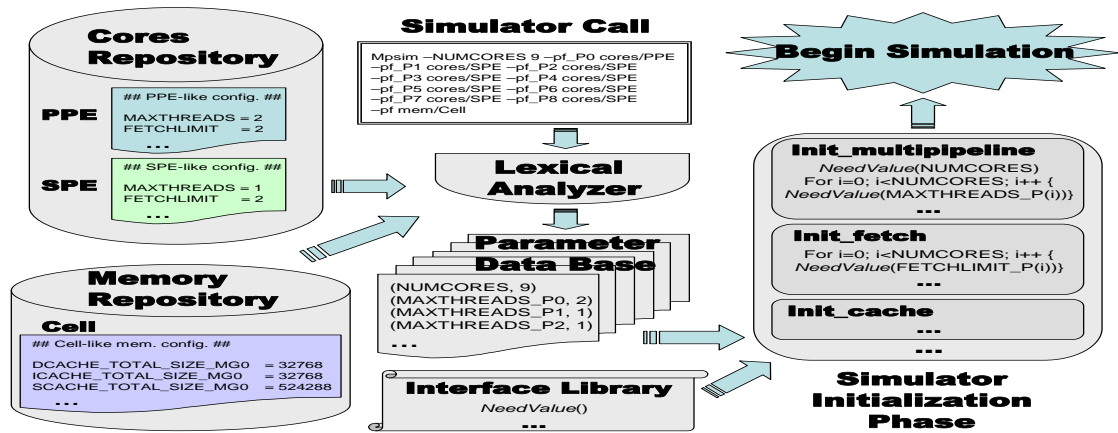 Cores
Repository
PPE
## PPE-like config. ##
MAXTHREADS = 2
FETCHLIMIT = 2
...
SPE
## SPE-like config. ##
MAXTHREADS = 1
FETCHLIMIT = 2
...
Memory
Repository
Cell
## Cell-like mem. config. ##
DCACHE_TOTAL_SIZE_MG0 = 32768
ICACHE_TOTAL_SIZE_MG0 = 32768
SCACHE_TOTAL_SIZE_MG0 = 524288
...
Simulator Call
Mpsim –NUMCORES 9 –pf_P0 cores/PPE
–pf_P1 cores/SPE –pf_P2 cores/SPE
–pf_P3 cores/SPE –pf_P4 cores/SPE
–pf_P5 cores/SPE –pf_P6 cores/SPE
–pf_P7 cores/SPE –pf_P8 cores/SPE
–pf mem/Cell
Lexical
Analyzer
Parameter
Data Base
(NUMCORES, 9)
(MAXTHREADS_P0, 2)
(MAXTHREADS_P1, 1)
(MAXTHREADS_P2, 1)
...
Interface Library
NeedValue()
...
Begin Simulation
Init_multipipeline
NeedValue(NUMCORES)
For i=0; i<NUMCORES; i++ {
NeedValue(MAXTHREADS_P(i))}
...
Init_fetch
For i=0; i<NUMCORES; i++ {
NeedValue(FETCHLIMIT_P(i))}
...
Init_cache
...
...
Simulator
Initialization
Phase